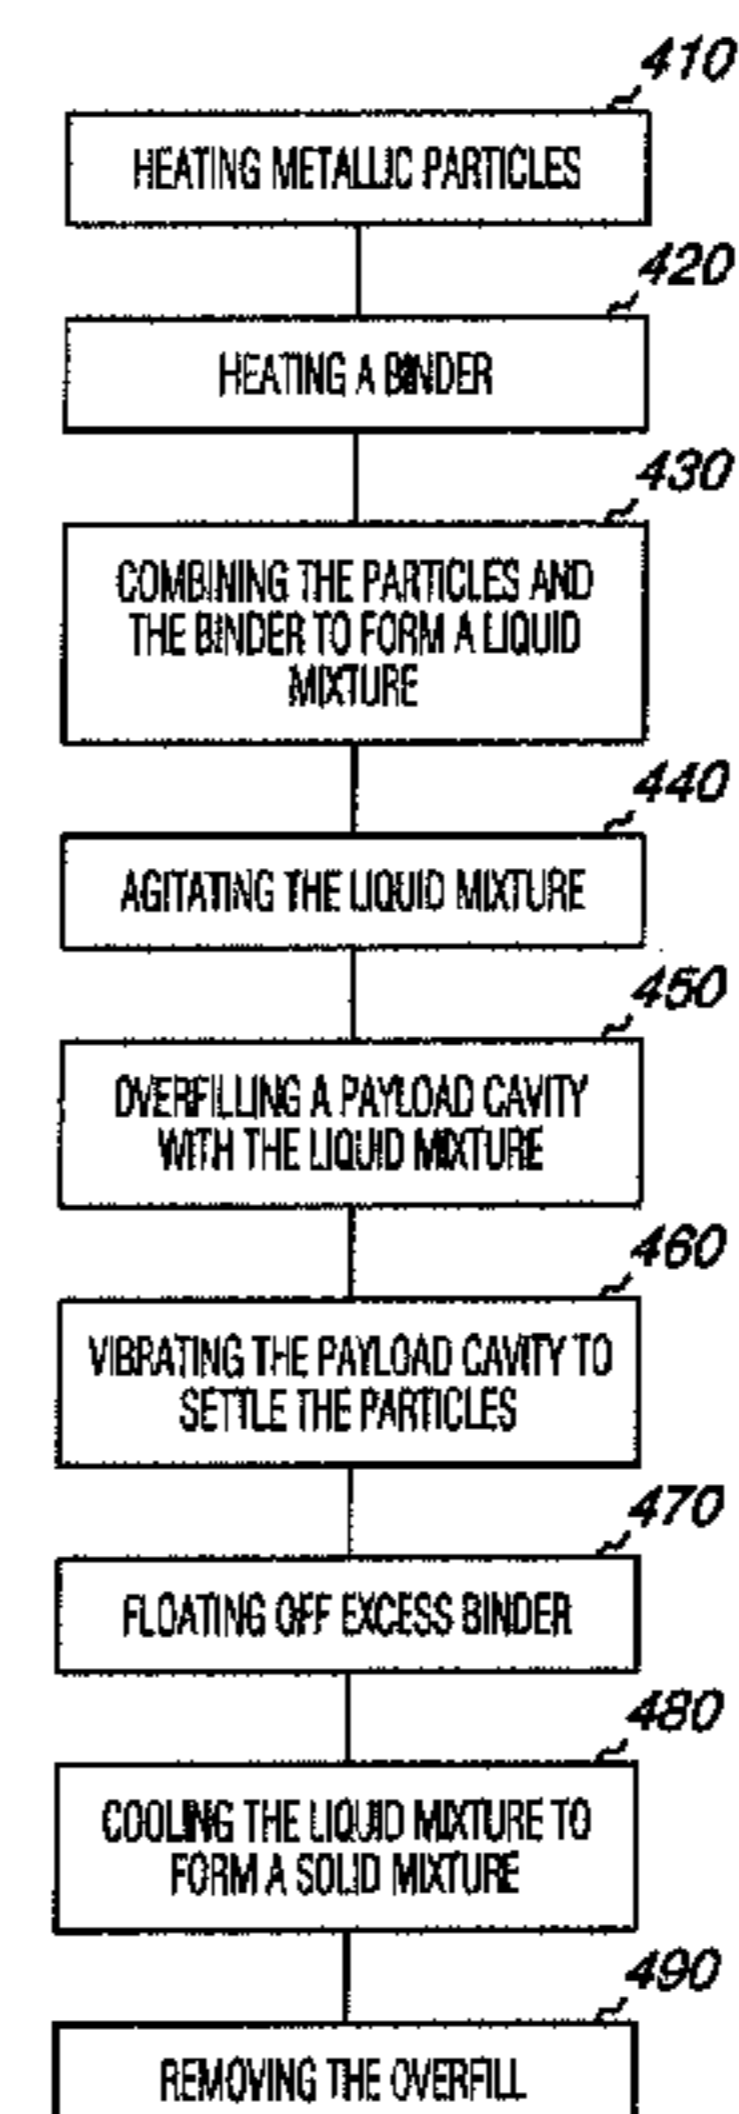 410
HEATING METALLIC PARTICLES
420
HEATING A BINDER
430
COMBINING THE PARTICLES AND
THE BINDER TO FORM A LIQUID
MIXTURE
440
AGITATING THE LIQUID MIXTURE
450
OVERFILLING A PAYLOAD CAVITY
WITH THE LIQUID MIXTURE
460
VIBRATING THE PAYLOAD CAVITY TO
SETTLE THE PARTICLES
470
FLOATING OFF EXCESS BINDER
480
COOLING THE LIQUID MIXTURE TO
FORM A SOLID MIXTURE
490
REMOVING THE OVERFILL